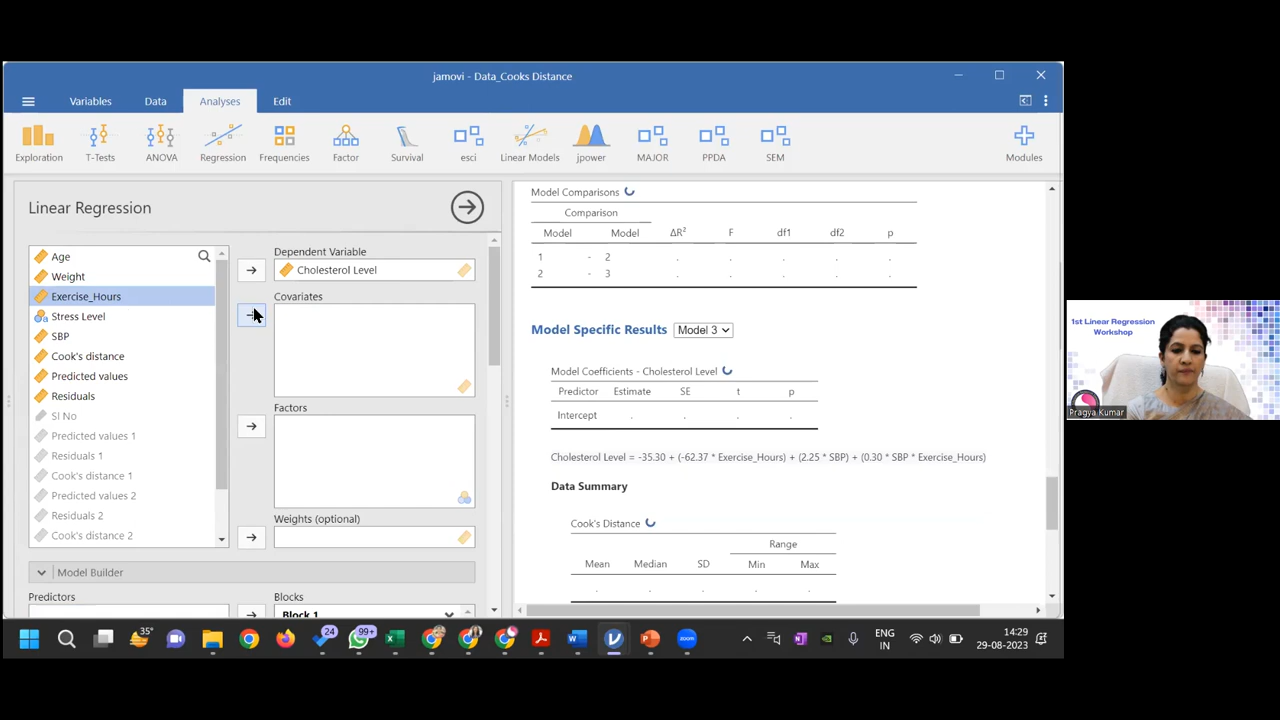 jamovi - Data_Cooks Distance
Variables
Data
Analyses
Edit
Exploration
T-Tests
ANOVA
Regression
Frequencies
Factor
Survival
esci
Linear Models
jpower
MAJOR
PPDA
SEM
Modules
Linear Regression
Age
Weight
Exercise_Hours
Stress Level
SBP
Cook's distance
Predicted values
Residuals
Sl No
Predicted values 1
Residuals 1
Cook's distance 1
Predicted values 2
Residuals 2
Cook's distance 2
Dependent Variable
Cholesterol Level
Covariates
Factors
Weights (optional)
Model Builder
Predictors
Blocks
Block 1
Model Comparisons
Comparison
Model Model ΔR² F df1 df2 p
1 - 2 . . . . .
2 - 3 . . . . .
Model Specific Results Model 3
Model Coefficients - Cholesterol Level
Predictor Estimate SE t p
Intercept . . . .
Cholesterol Level = -35.30 + (-62.37 * Exercise_Hours) + (2.25 * SBP) + (0.30 * SBP * Exercise_Hours)
Data Summary
Cook's Distance
Range
Mean Median SD Min Max
. . . . .
1st Linear Regression
Workshop
Pragya Kumar
35°
24
99+
zoom
ENG
IN
14:29
29-08-2023